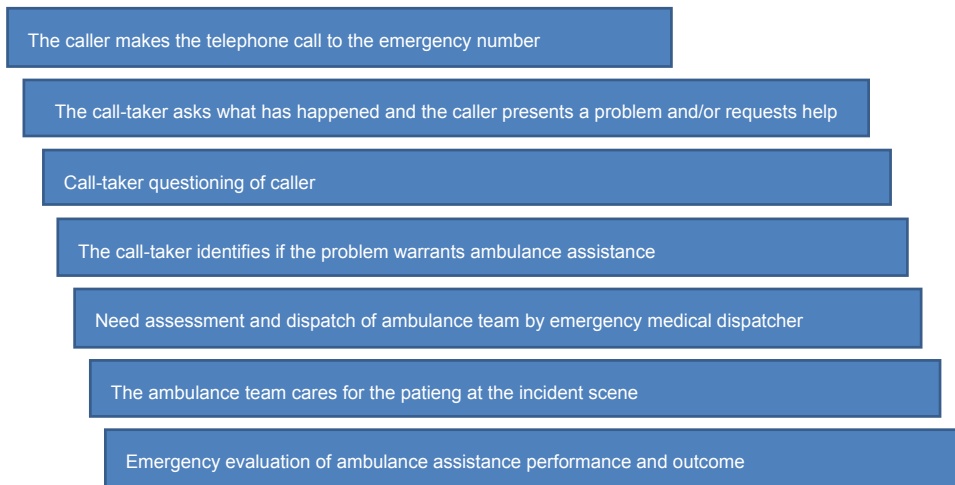 The caller makes the telephone call to the emergency number
The call-taker asks what has happened and the caller presents a problem and/or requests help
Call-taker questioning of caller
The call-taker identifies if the problem warrants ambulance assistance
Need assessment and dispatch of ambulance team by emergency medical dispatcher
The ambulance team cares for the patieng at the incident scene
Emergency evaluation of ambulance assistance performance and outcome